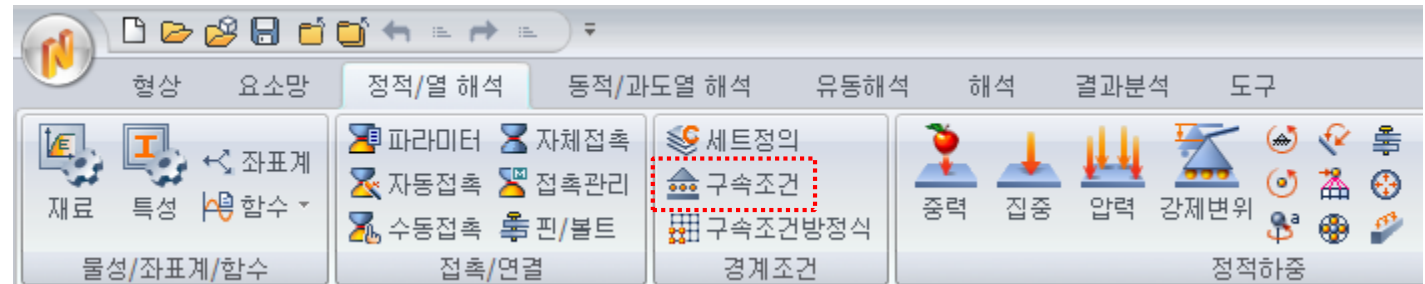 형상 요소망 정적/열 해석 동적/과도열 해석 유동해석 해석 결과분석 도구
파라미터 자체접촉 세트정의
좌표계 자동접촉 접촉관리 구속조건
재료 특성 함수 중력 집중 압력 강제변위
수동접촉 핀/볼트 구속조건방정식
물성/좌표계/함수 접촉/연결 경계조건 정적하중